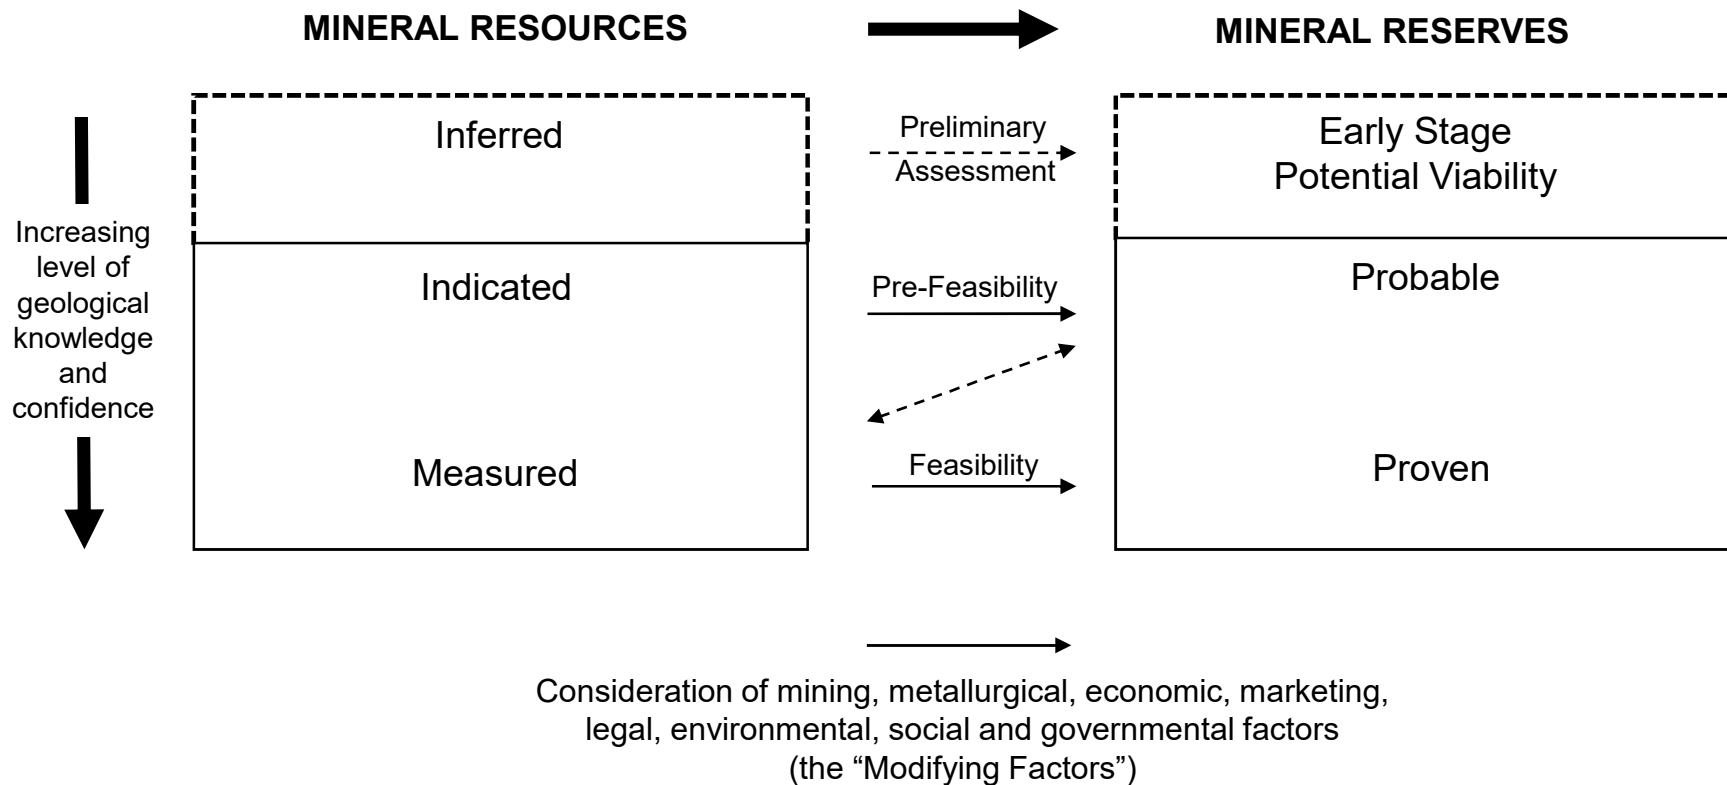 MINERAL RESOURCES
MINERAL RESERVES
Increasing
level of
geological
knowledge
and
confidence
Inferred
Indicated
Measured
Preliminary
Assessment
Pre-Feasibility
Feasibility
Early Stage
Potential Viability
Probable
Proven
Consideration of mining, metallurgical, economic, marketing,
legal, environmental, social and governmental factors
(the “Modifying Factors”)